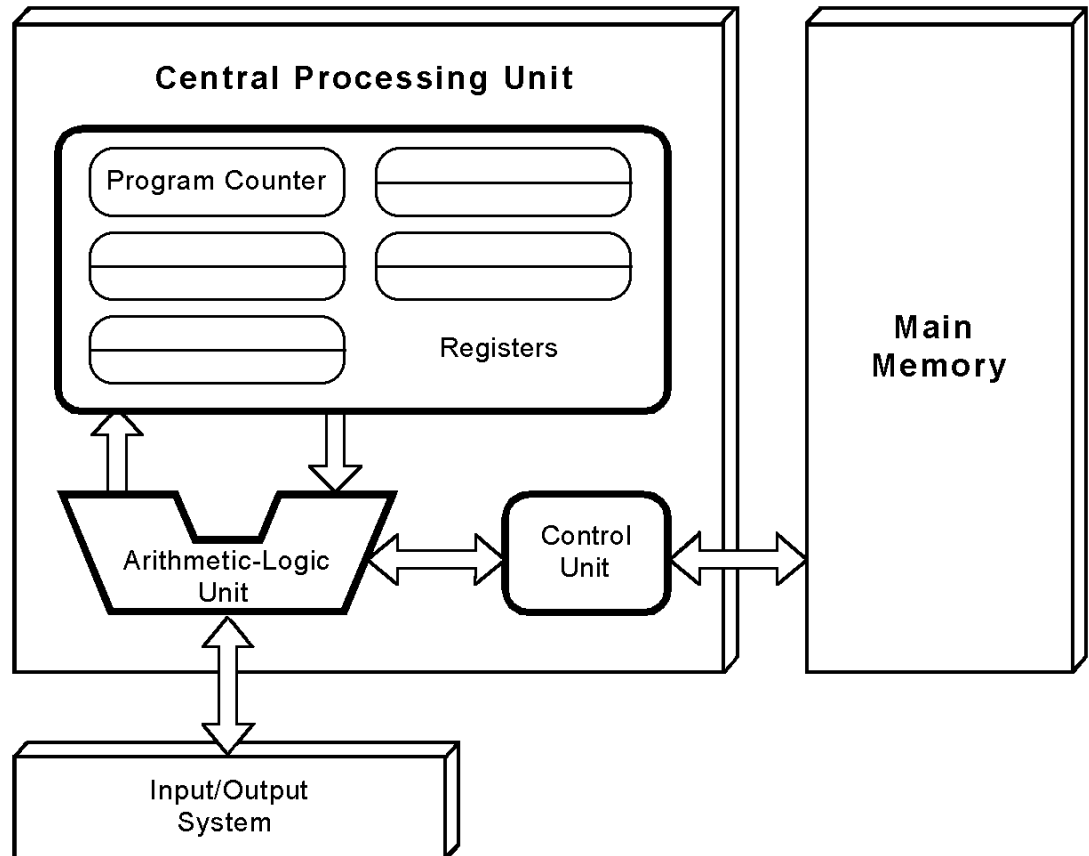 Central Processing Unit
Program Counter
Registers
Main
Memory
Arithmetic-Logic
Unit
Control
Unit
Input/Output
System